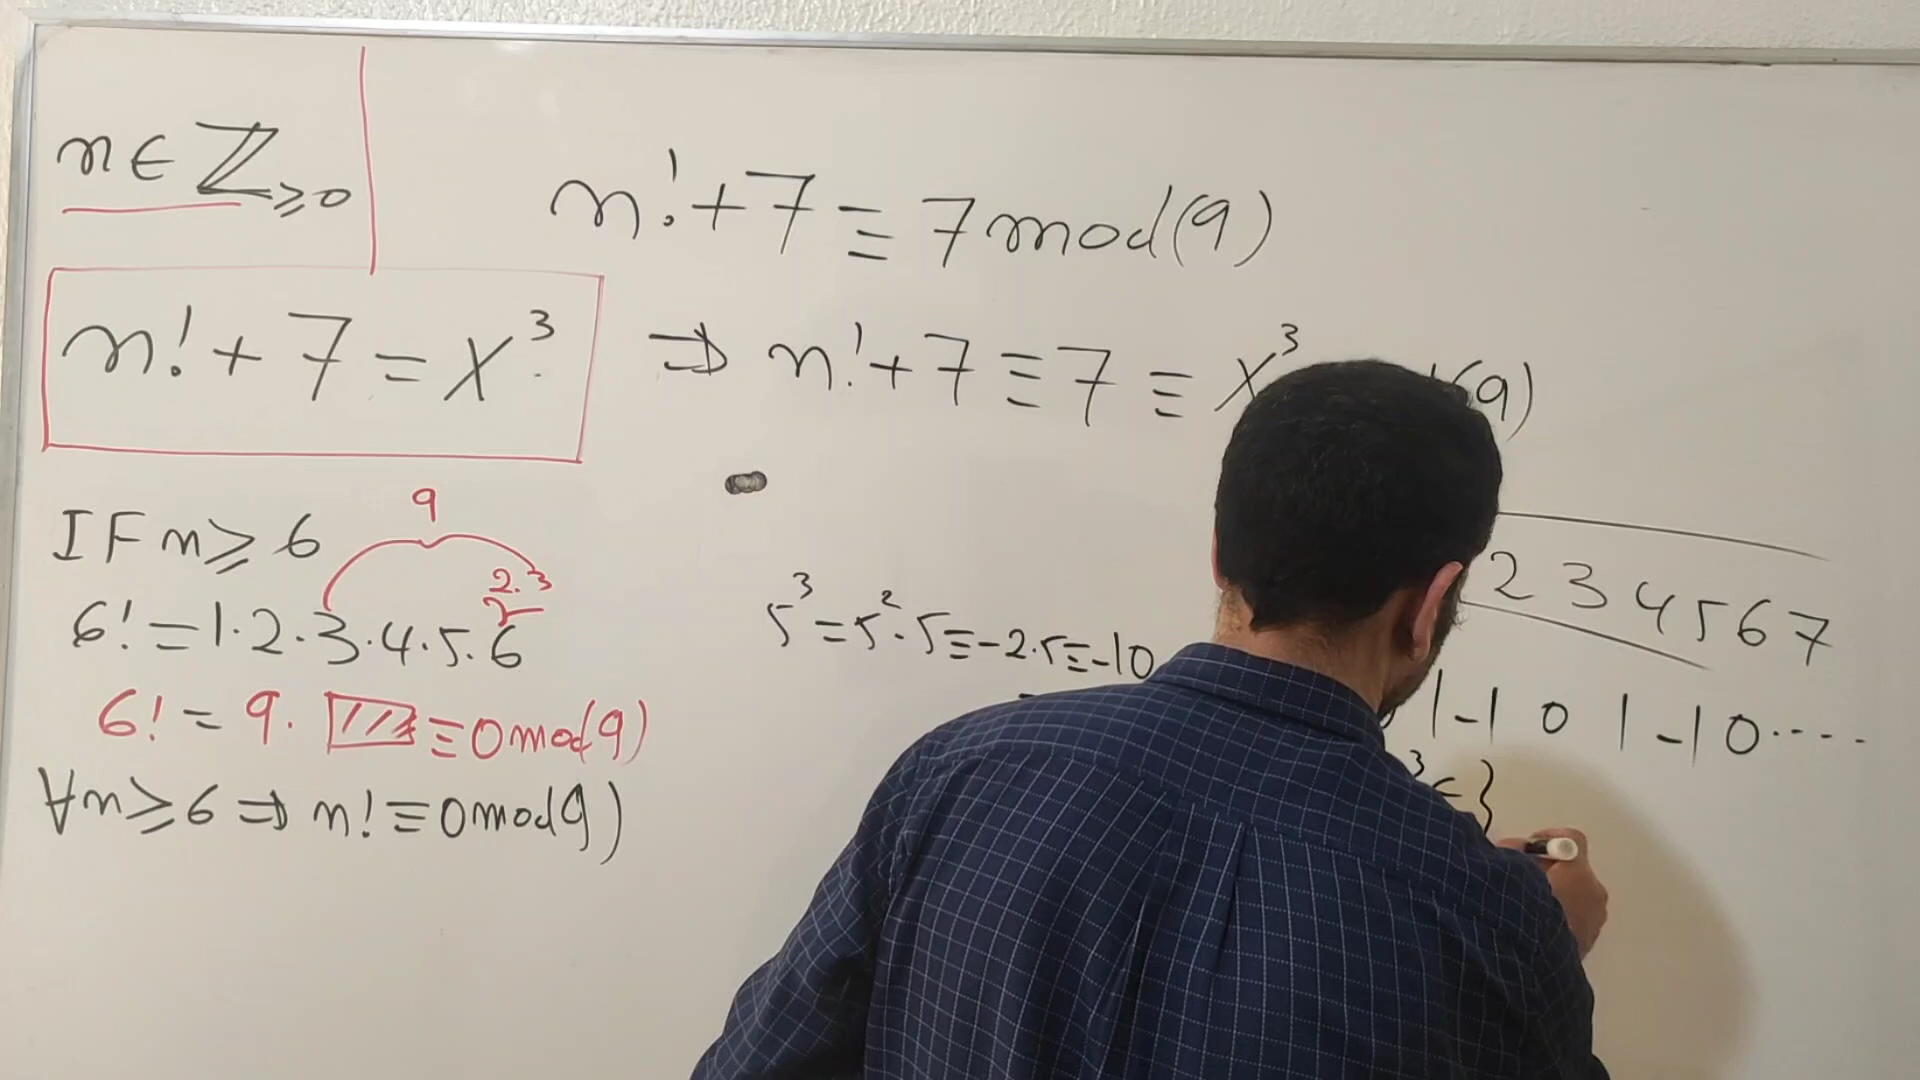 n ∈ ℤ≥0
n! + 7 = x³
IF n ≥ 6
9
2·3
6! = 1·2·3·4·5·6
6! = 9· ≡ 0 mod(9)
∀n ≥ 6 ⇒ n! ≡ 0 mod 9)
n! + 7 ≡ 7 mod(9)
⇒ n! + 7 ≡ 7 ≡ x³ (9)
5³ = 5²·5 ≡ -2·5 ≡ -10
2 3 4 5 6 7
1 -1 0 1 -1 0 ....
³ ∈ }